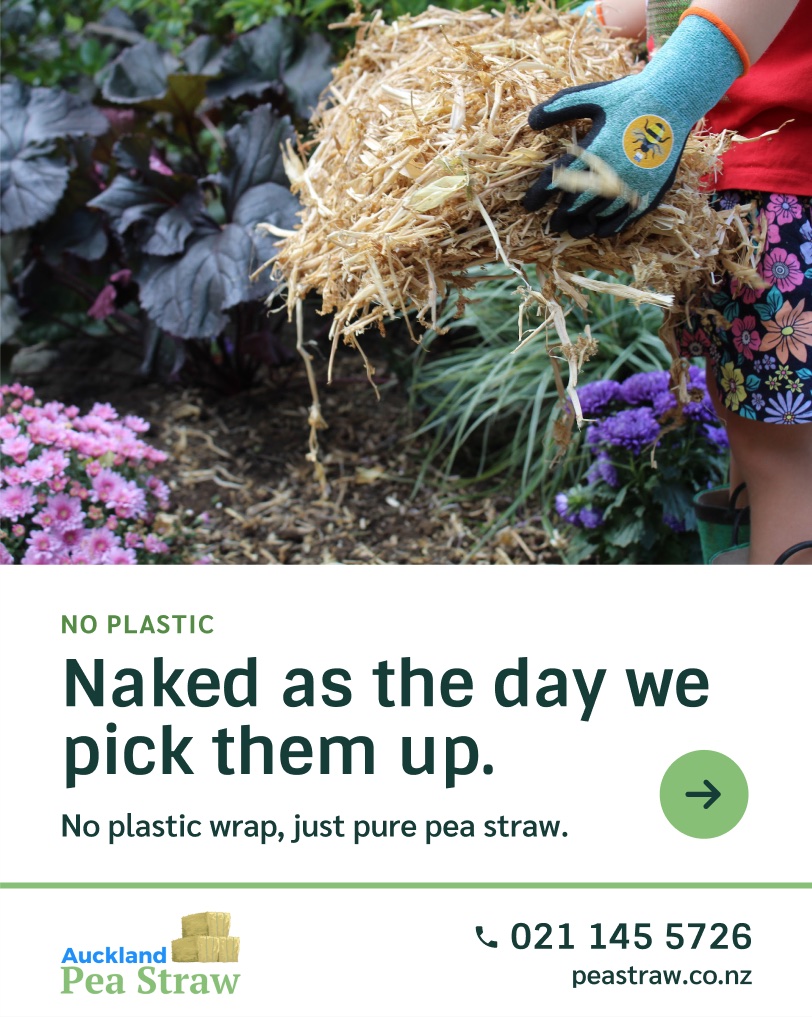 NO PLASTIC
Naked as the day we
pick them up.
No plastic wrap, just pure pea straw.
Auckland
Pea Straw
021 145 5726
peastraw.co.nz